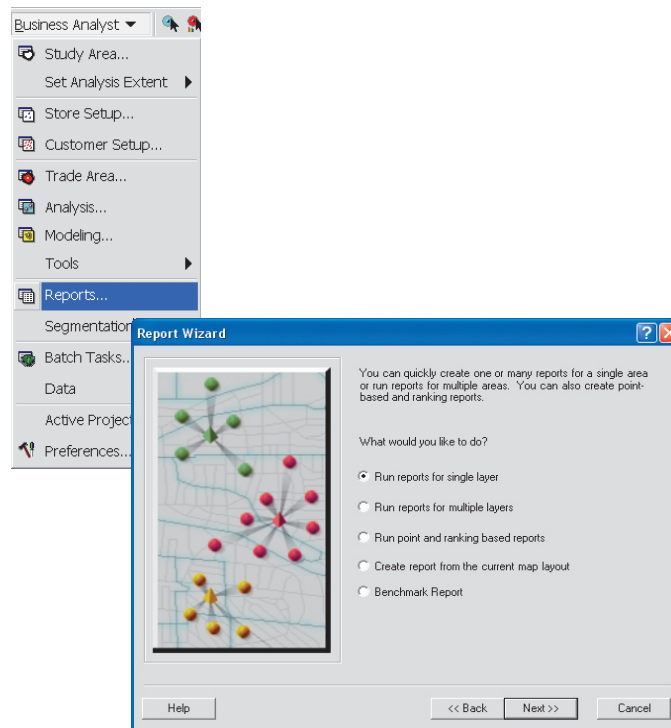 Business Analyst
Study Area...
Set Analysis Extent
Store Setup...
Customer Setup...
Trade Area...
Analysis...
Modeling...
Tools
Reports...
Segmentation
Batch Tasks..
Data
Active Project
Preferences...
Report Wizard
You can quickly create one or many reports for a single area
or run reports for multiple areas. You can also create point-
based and ranking reports.
What would you like to do?
Run reports for single layer
Run reports for multiple layers
Run point and ranking based reports
Create report from the current map layout
Benchmark Report
Help
<< Back
Next >>
Cancel